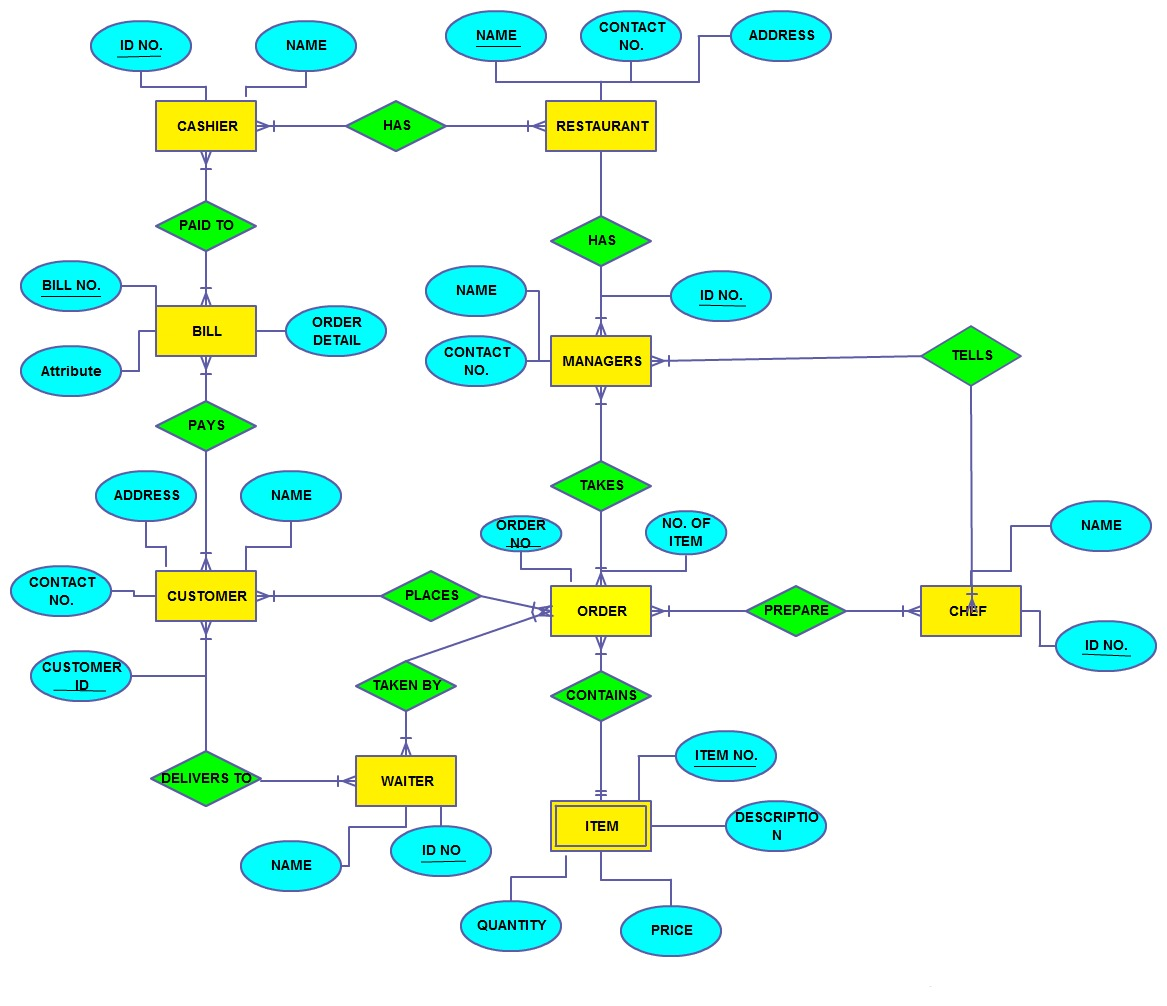 ID NO.
NAME
NAME
CONTACT
NO.
ADDRESS
CASHIER
HAS
RESTAURANT
PAID TO
HAS
BILL NO.
NAME
ID NO.
BILL
ORDER
DETAIL
Attribute
CONTACT
NO.
MANAGERS
TELLS
PAYS
ADDRESS
NAME
TAKES
ORDER
NO
NO. OF
ITEM
NAME
CONTACT
NO.
CUSTOMER
PLACES
ORDER
PREPARE
CHEF
ID NO.
CUSTOMER
ID
TAKEN BY
CONTAINS
DELIVERS TO
WAITER
ITEM NO.
ITEM
DESCRIPTIO
N
NAME
ID NO
QUANTITY
PRICE